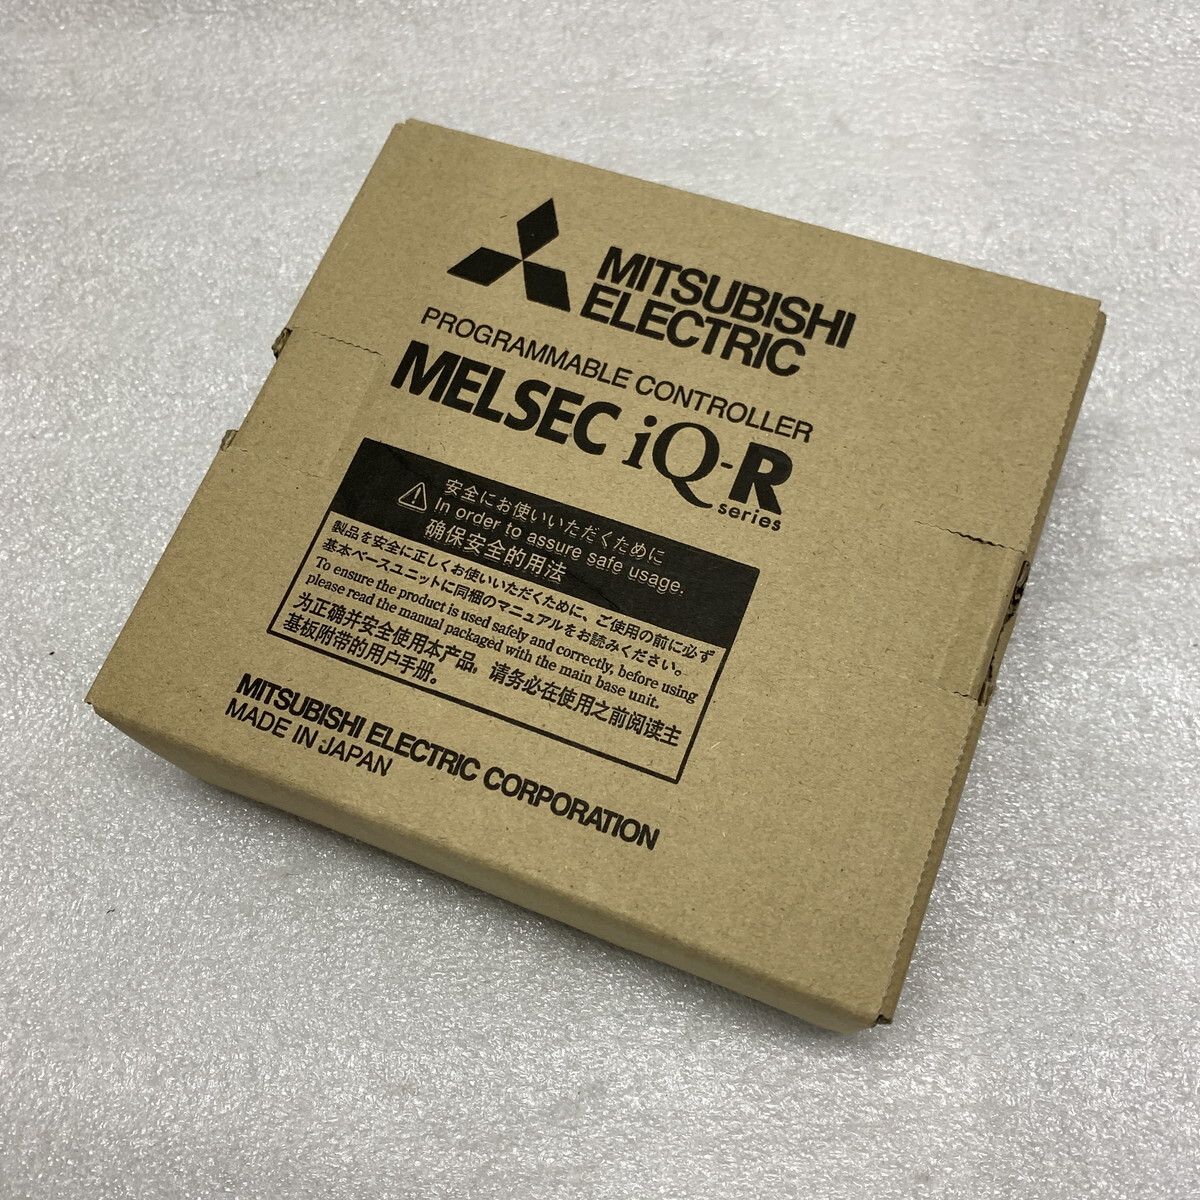 MITSUBISHI
ELECTRIC
PROGRAMMABLE CONTROLLER
MELSEC iQ-R
series
安全にお使いいただくために
In order to assure safe usage.
确保安全的用法
製品を安全に正しくお使いいただくために、ご使用の前に必ず
基本ベースユニットに同梱のマニュアルをお読みください。
To ensure the product is used safely and correctly, before using
please read the manual packaged with the main base unit.
为正确并安全使用本产品，请务必在使用之前阅读主
基板附带的用户手册。
MITSUBISHI ELECTRIC CORPORATION
MADE IN JAPAN